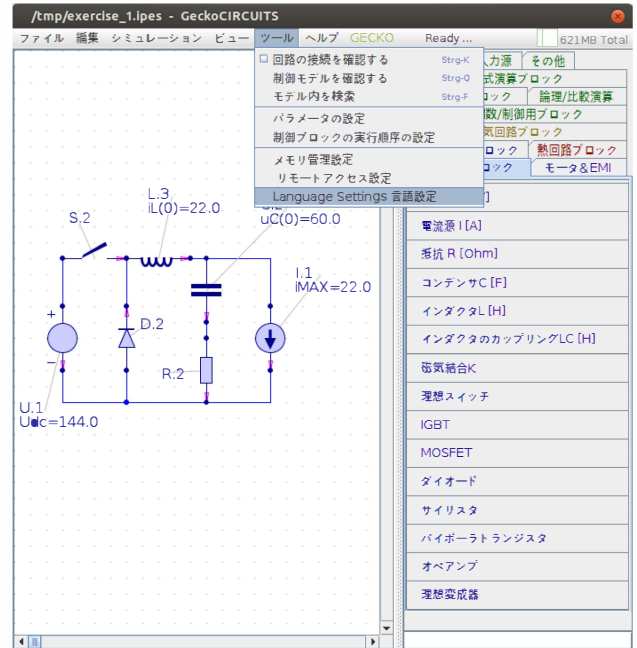 /tmp/exercise_1.ipes - GeckoCIRCUITS
ファイル 編集 シミュレーション ビュー ツール ヘルプ GECKO Ready ... 621MB Total
回路の接続を確認する Strg-K
制御モデルを確認する Strg-Q
モデル内を検索 Strg-F
パラメータの設定
制御ブロックの実行順序の設定
メモリ管理設定
リモートアクセス設定
Language Settings 言語設定
力源 その他
式演算ブロック
ック 論理/比較演算
数/制御用ブロック
気回路ブロック
ロック 熱回路ブロック
ロック モータ&EMI
電流源 I [A]
抵抗 R [Ohm]
コンデンサC [F]
インダクタL [H]
インダクタのカップリングLC [H]
磁気結合K
理想スイッチ
IGBT
MOSFET
ダイオード
サイリスタ
バイポーラトランジスタ
オペアンプ
理想変成器
S.2
L.3
iL(0)=22.0
uC(0)=60.0
I.1
iMAX=22.0
+
D.2
−
R.2
U.1
Udc=144.0